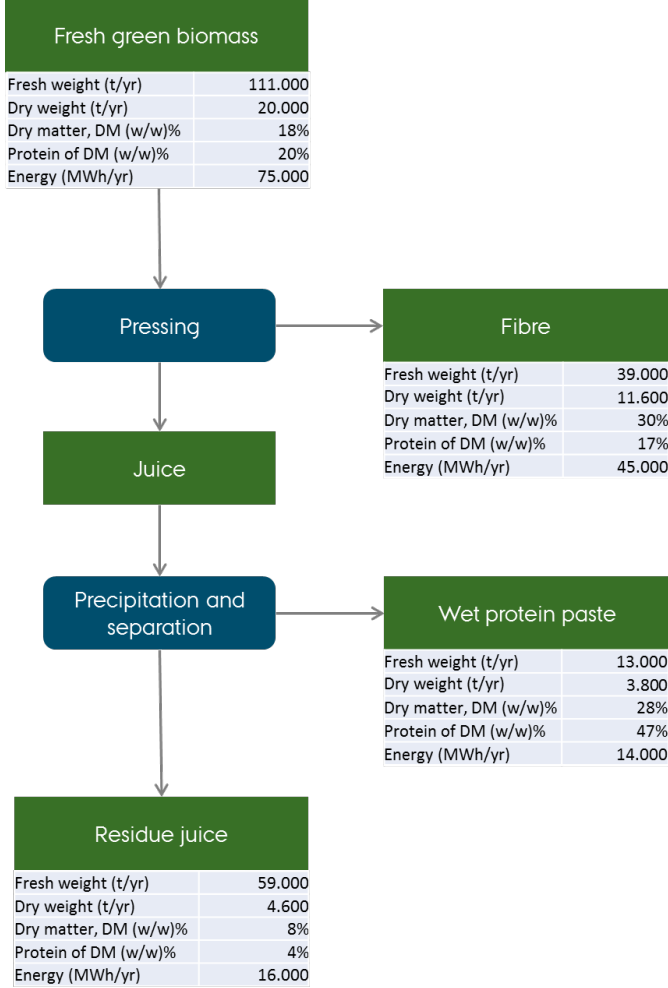 Fresh green biomass
Fresh weight (t/yr) 111.000
Dry weight (t/yr) 20.000
Dry matter, DM (w/w)% 18%
Protein of DM (w/w)% 20%
Energy (MWh/yr) 75.000
Pressing
Fibre
Fresh weight (t/yr) 39.000
Dry weight (t/yr) 11.600
Dry matter, DM (w/w)% 30%
Protein of DM (w/w)% 17%
Energy (MWh/yr) 45.000
Juice
Precipitation and
separation
Wet protein paste
Fresh weight (t/yr) 13.000
Dry weight (t/yr) 3.800
Dry matter, DM (w/w)% 28%
Protein of DM (w/w)% 47%
Energy (MWh/yr) 14.000
Residue juice
Fresh weight (t/yr) 59.000
Dry weight (t/yr) 4.600
Dry matter, DM (w/w)% 8%
Protein of DM (w/w)% 4%
Energy (MWh/yr) 16.000